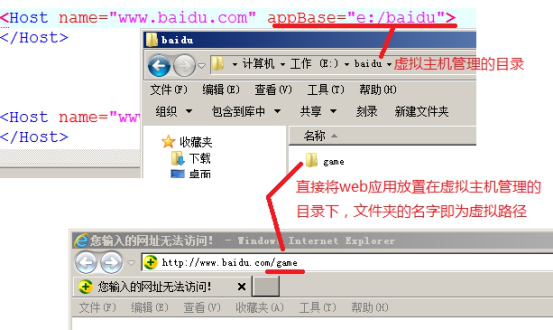 <Host name="www.baidu.com" appBase="e:/baidu">
</Host>
baidu
计算机 工作 (E:) baidu
虚拟主机管理的目录
文件(F) 编辑(E) 查看(V) 工具(T) 帮助(H)
组织 包含到库中 共享 刻录 新建文件夹
<Host name="ww
</Host>
收藏夹
下载
桌面
名称
game
直接将web应用放置在虚拟主机管理的
目录下，文件夹的名字即为虚拟路径
您输入的网址无法访问! - Windows Internet Explorer
http://www.baidu.com/game
您输入的网址无法访问!
文件(F) 编辑(E) 查看(V) 收藏夹(A) 工具(T) 帮助(H)